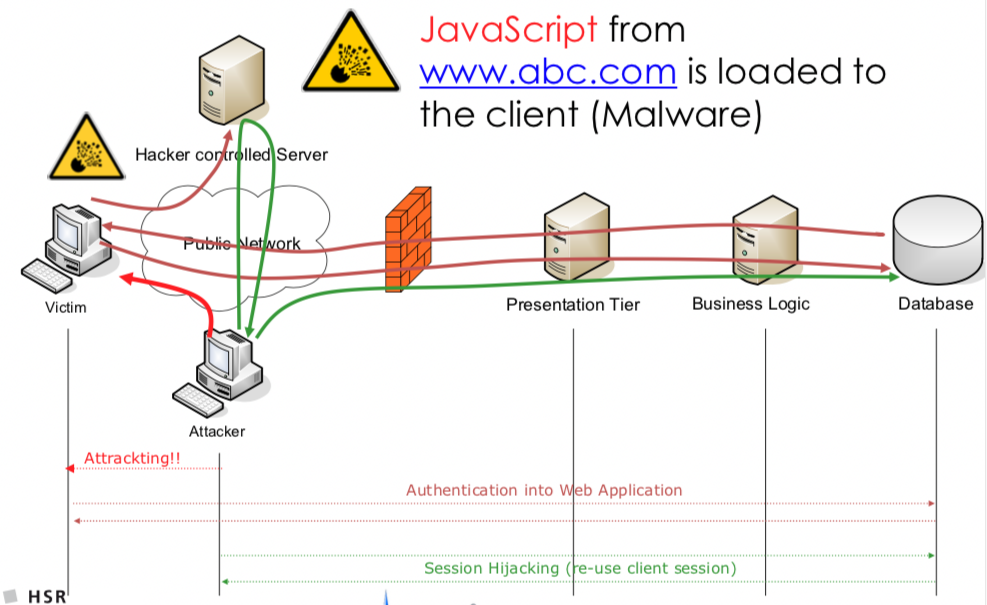 JavaScript from
www.abc.com is loaded to
the client (Malware)
Hacker controlled Server
Public Network
Victim
Presentation Tier
Business Logic
Database
Attacker
Attrackting!!
Authentication into Web Application
Session Hijacking (re-use client session)
HSR